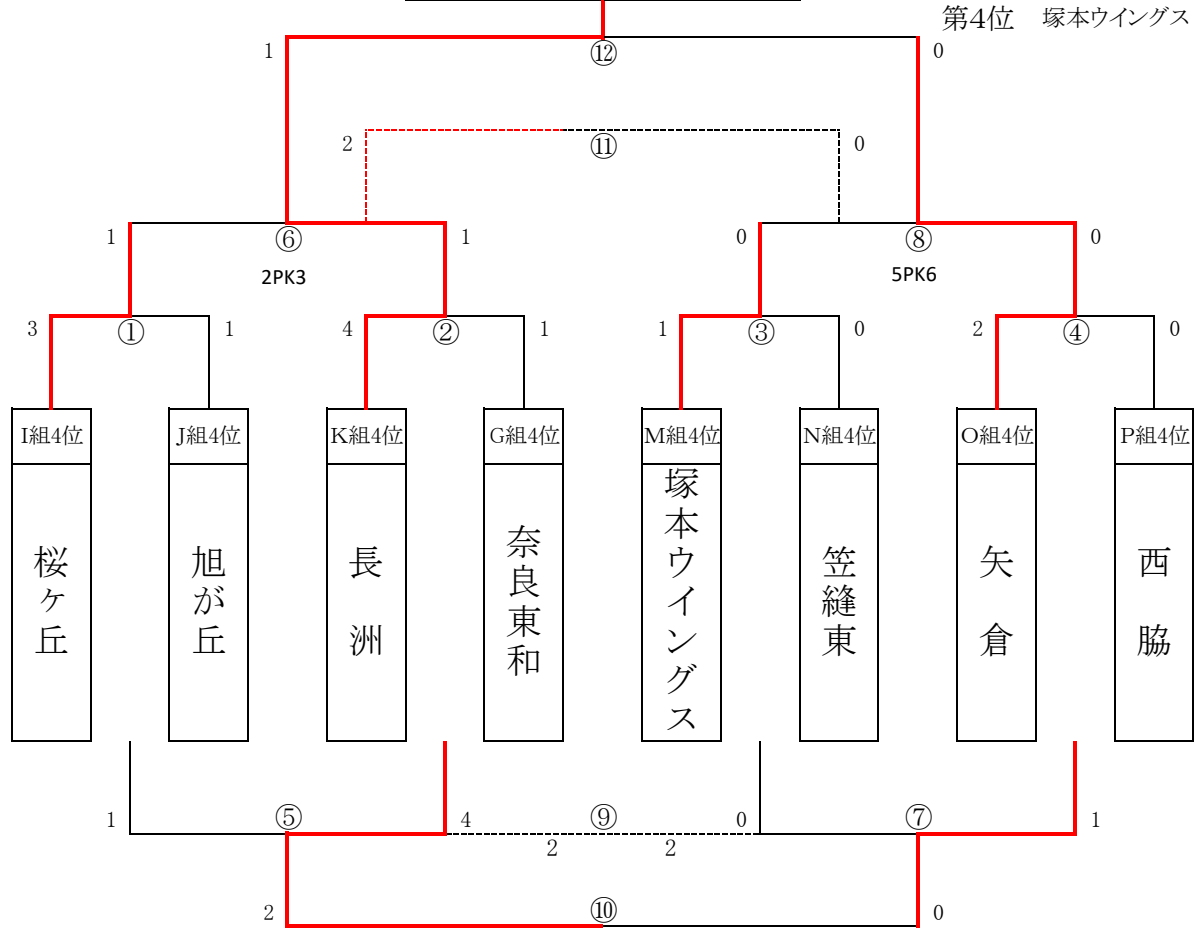 第4位 塚本ウイングス
1 ⑫ 0
2 ⑪ 0
1 ⑥ 1 0 ⑧ 0
2PK3 5PK6
3 ① 1 4 ② 1 1 ③ 0 2 ④ 0
I組4位 J組4位 K組4位 G組4位 M組4位 N組4位 O組4位 P組4位
桜ヶ丘
旭が丘
長洲
奈良東和
塚本ウイングス
笠縫東
矢倉
西脇
1 ⑤ 4 ⑨ 0 ⑦ 1
2 2
2 ⑩ 0